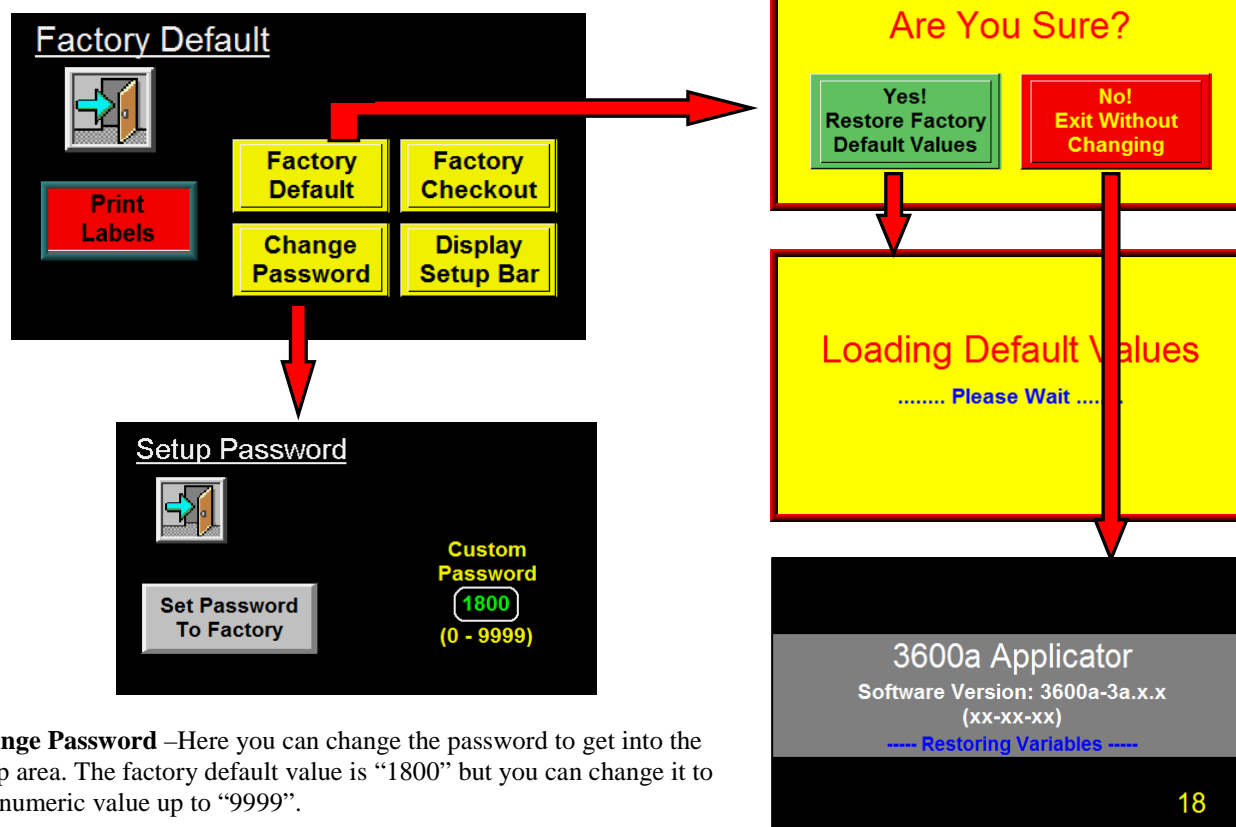 Factory Default
Print
Labels
Factory
Default
Factory
Checkout
Change
Password
Display
Setup Bar
Are You Sure?
Yes!
Restore Factory
Default Values
No!
Exit Without
Changing
Loading Default Values
........ Please Wait .......
Setup Password
Set Password
To Factory
Custom
Password
1800
(0 - 9999)
3600a Applicator
Software Version: 3600a-3a.x.x
(xx-xx-xx)
----- Restoring Variables -----
18
nge Password –Here you can change the password to get into the
p area. The factory default value is “1800” but you can change it to
numeric value up to “9999”.